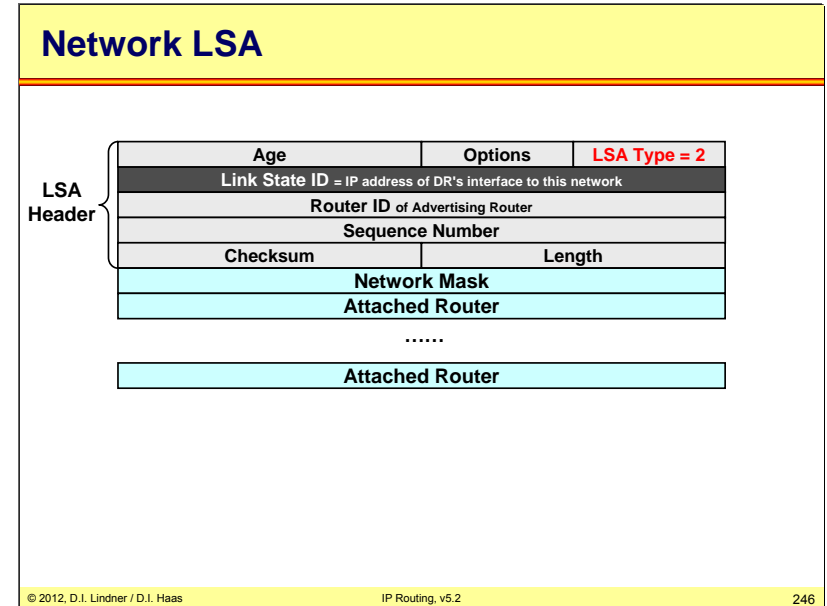 Network LSA
Age Options LSA Type = 2
Link State ID = IP address of DR's interface to this network
LSA
Header
Router ID of Advertising Router
Sequence Number
Checksum Length
Network Mask
Attached Router
......
Attached Router
© 2012, D.I. Lindner / D.I. Haas IP Routing, v5.2 246